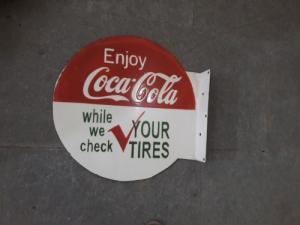 Enjoy
Coca-Cola
while
we
check
YOUR
TIRES